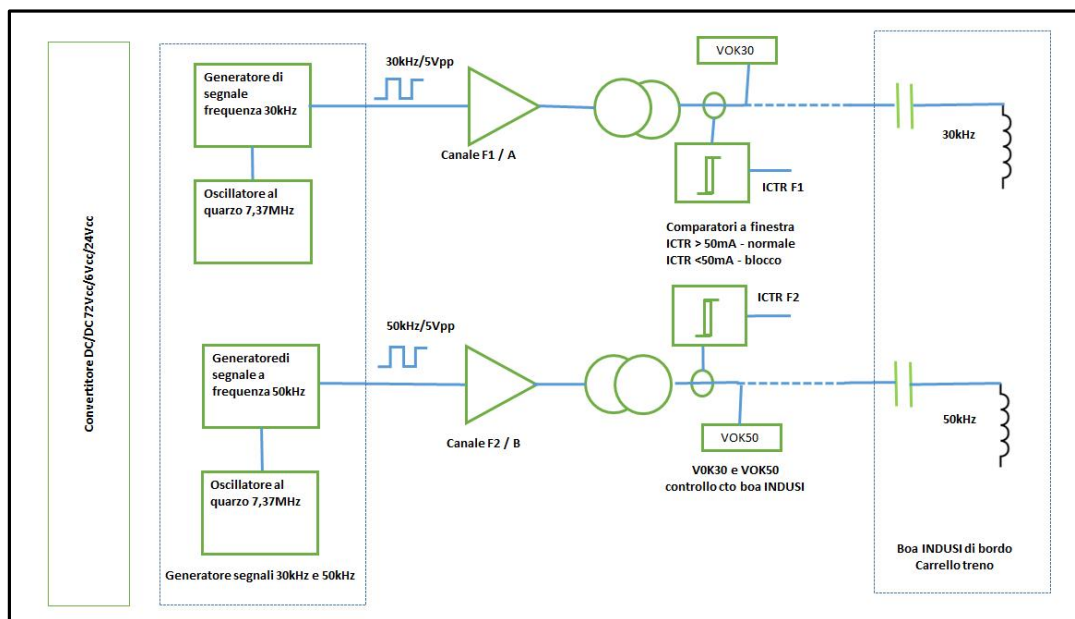 Convertitore DC/DC 72Vcc/6Vcc/24Vcc
Generatore di
segnale
frequenza 30kHz
Oscillatore al
quarzo 7,37MHz
30kHz/5Vpp
Canale F1 / A
VOK30
ICTR F1
Comparatori a finestra
ICTR > 50mA - normale
ICTR <50mA - blocco
30kHz
Generatoredi
segnale a
frequenza 50kHz
Oscillatore al
quarzo 7,37MHz
Generatore segnali 30kHz e 50kHz
50kHz/5Vpp
Canale F2 / B
ICTR F2
VOK50
V0K30 e VOK50
controllo cto boa INDUSI
50kHz
Boa INDUSI di bordo
Carrello treno